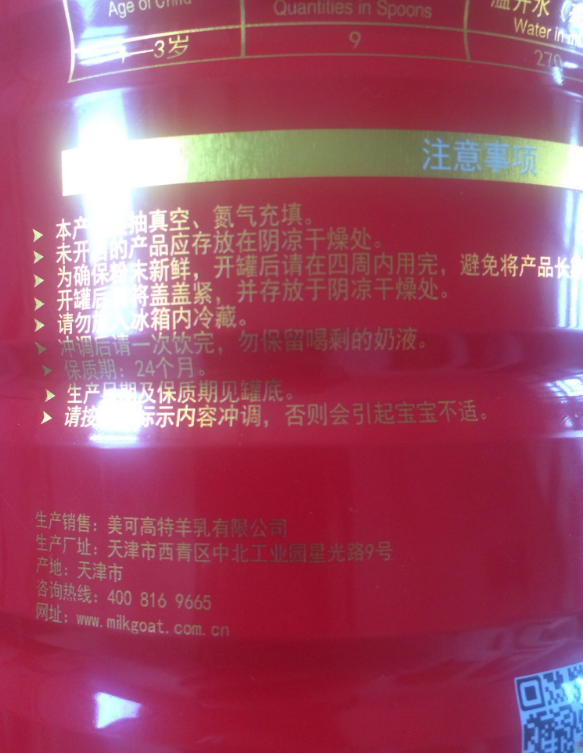 Age of Child
Quantities in Spoons
温开水
Water in
1—3岁
9
270
注意事项
本产 抽真空、氮气充填。
未开 的产品应存放在阴凉干燥处。
为确保粉末新鲜，开罐后请在四周内用完，避免将产品长
开罐后 将盖盖紧，并存放于阴凉干燥处。
请勿放入冰箱内冷藏。
冲调后请一次饮完，勿保留喝剩的奶液。
保质期：24个月。
生产日期及保质期见罐底。
请按 标示内容冲调，否则会引起宝宝不适。
生产销售：美可高特羊乳有限公司
生产厂址：天津市西青区中北工业园星光路9号
产地：天津市
咨询热线：400 816 9665
网址：www.milkgoat.com.cn